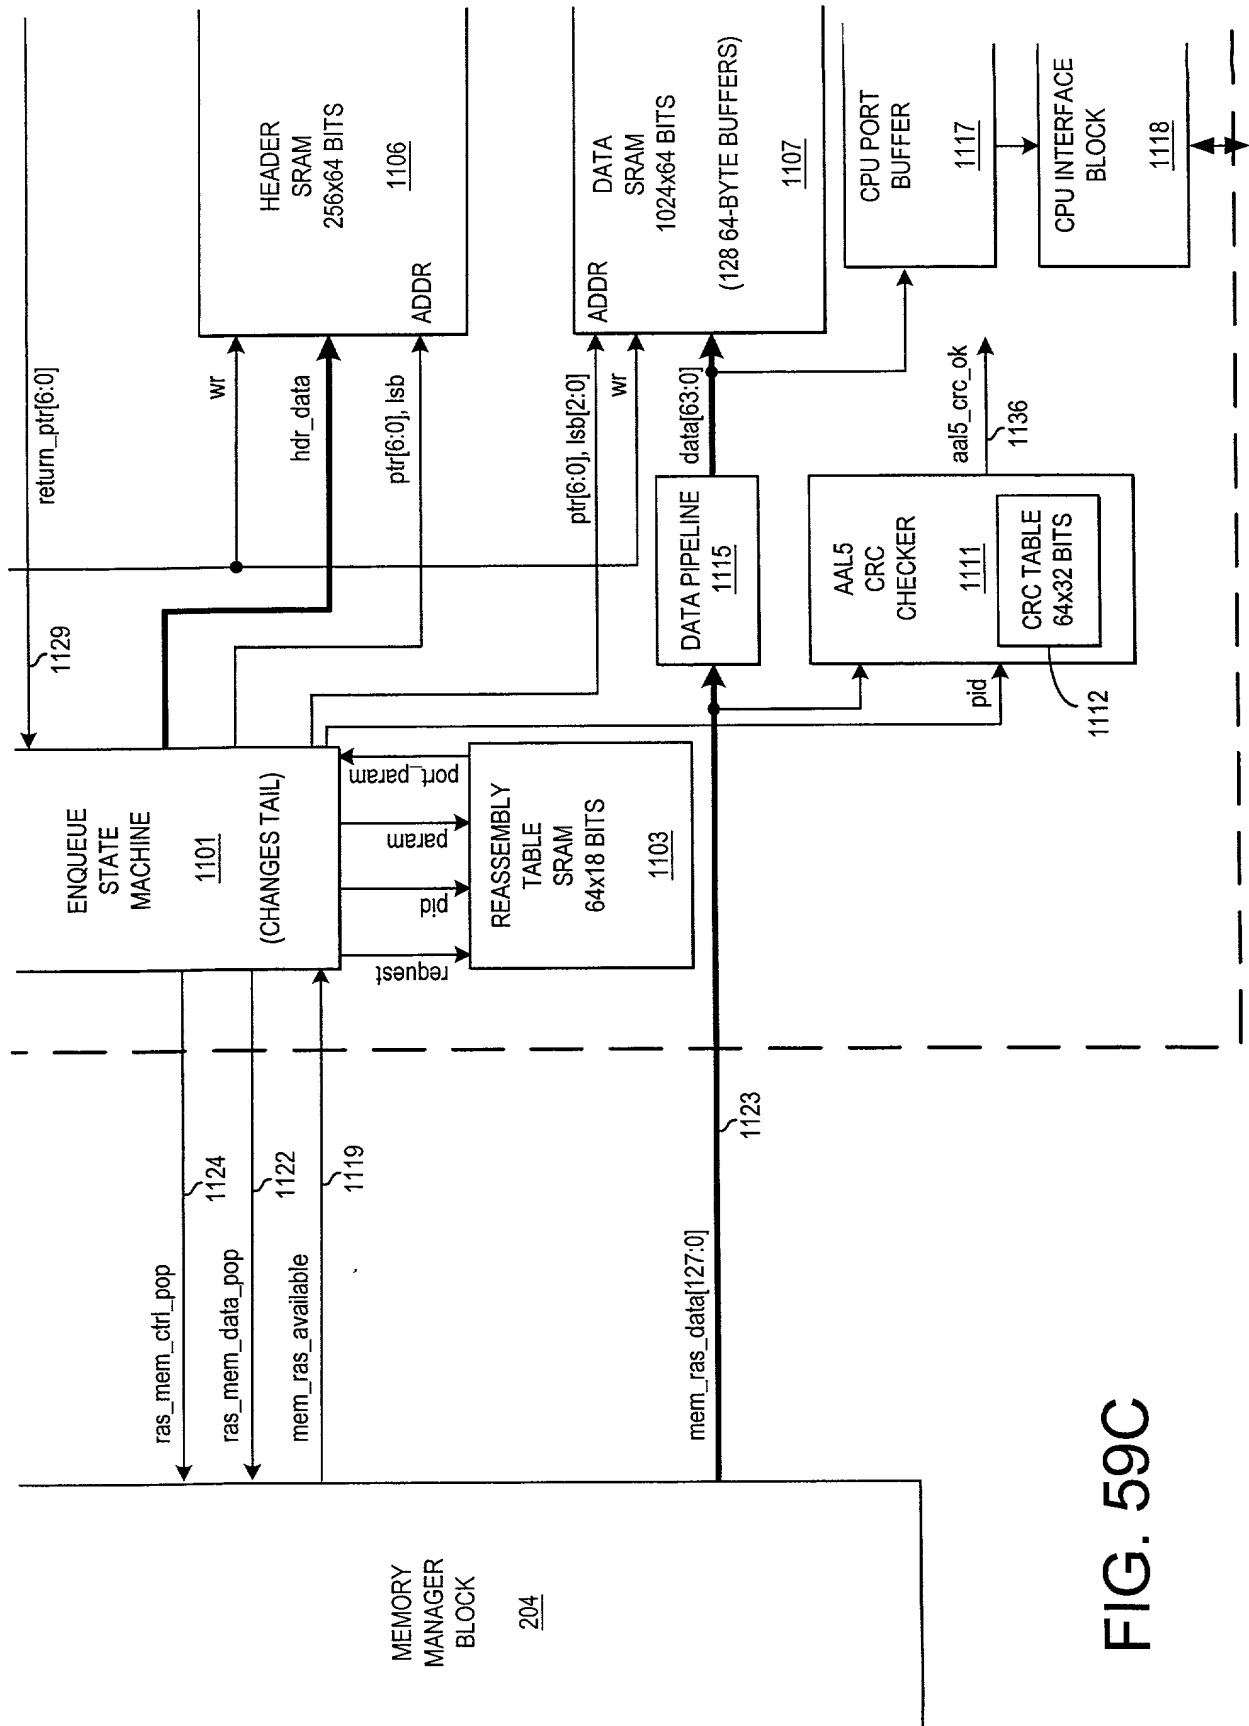 MEMORY
MANAGER
BLOCK
204
ras_mem_ctrl_pop
1124
ras_mem_data_pop
1122
mem_ras_available
1119
mem_ras_data[127:0]
1123
ENQUEUE
STATE
MACHINE
1101
(CHANGES TAIL)
request
pid
param
port_param
REASSEMBLY
TABLE
SRAM
64x18 BITS
1103
1129
return_ptr[6:0]
wr
hdr_data
ptr[6:0], lsb
HEADER
SRAM
256x64 BITS
1106
ADDR
ptr[6:0], lsb[2:0]
wr
ADDR
DATA
SRAM
1024x64 BITS
1107
(128 64-BYTE BUFFERS)
DATA PIPELINE
1115
data[63:0]
pid
AAL5
CRC
CHECKER
1111
CRC TABLE
64x32 BITS
1112
aal5_crc_ok
1136
CPU PORT
BUFFER
1117
CPU INTERFACE
BLOCK
1118
FIG. 59C